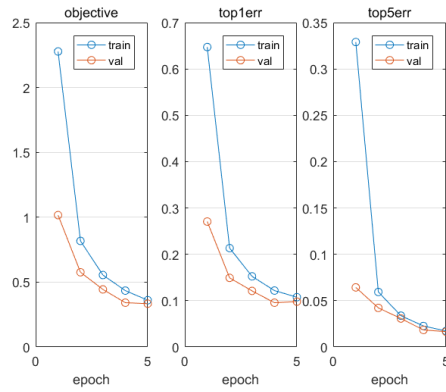 objective
top1err
top5err
2.5
2
1.5
1
0.5
0
0
5
epoch
train
val
0.7
0.6
0.5
0.4
0.3
0.2
0.1
0
0
5
epoch
train
val
0.35
0.3
0.25
0.2
0.15
0.1
0.05
0
0
5
epoch
train
val